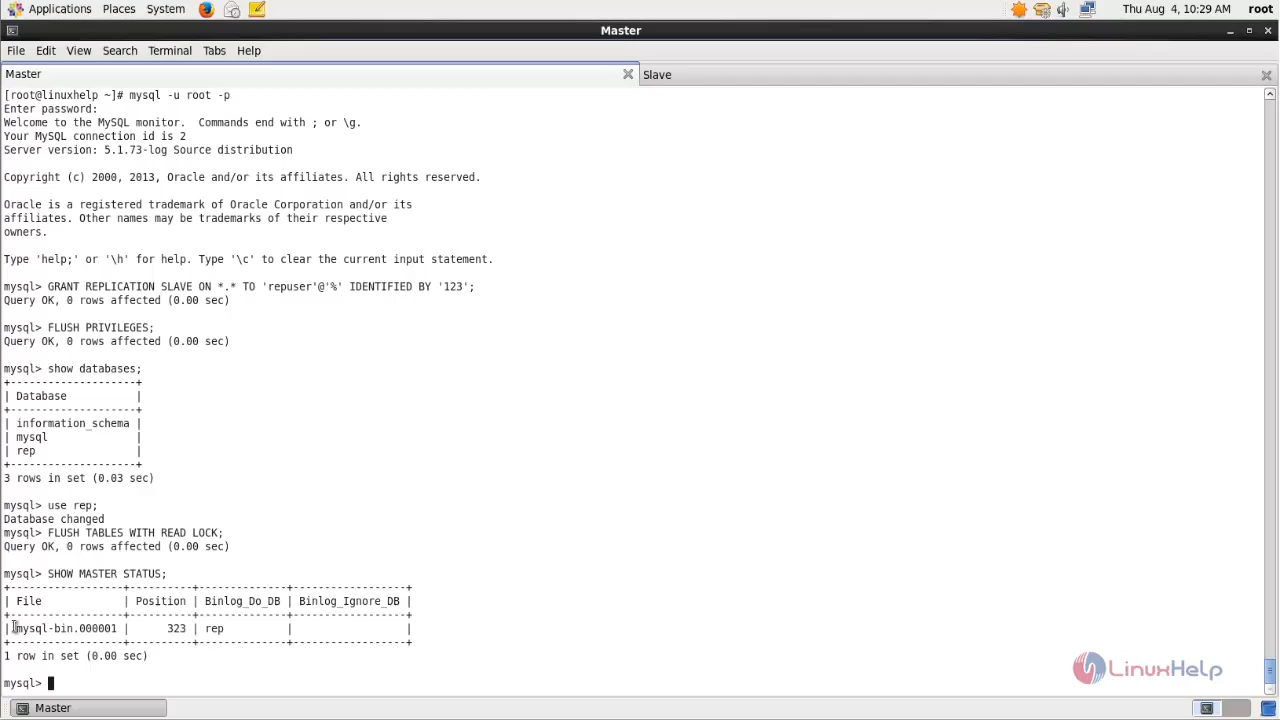 Applications Places System Thu Aug 4, 10:29 AM root
Master
File Edit View Search Terminal Tabs Help
Master Slave
[root@linuxhelp ~]# mysql -u root -p
Enter password:
Welcome to the MySQL monitor.  Commands end with ; or \g.
Your MySQL connection id is 2
Server version: 5.1.73-log Source distribution
Copyright (c) 2000, 2013, Oracle and/or its affiliates. All rights reserved.
Oracle is a registered trademark of Oracle Corporation and/or its
affiliates. Other names may be trademarks of their respective
owners.
Type 'help;' or '\h' for help. Type '\c' to clear the current input statement.
mysql> GRANT REPLICATION SLAVE ON *.* TO 'repuser'@'%' IDENTIFIED BY '123';
Query OK, 0 rows affected (0.00 sec)
mysql> FLUSH PRIVILEGES;
Query OK, 0 rows affected (0.00 sec)
mysql> show databases;
+--------------------+
| Database           |
+--------------------+
| information_schema |
| mysql              |
| rep                |
+--------------------+
3 rows in set (0.03 sec)
mysql> use rep;
Database changed
mysql> FLUSH TABLES WITH READ LOCK;
Query OK, 0 rows affected (0.00 sec)
mysql> SHOW MASTER STATUS;
+------------------+----------+--------------+------------------+
| File             | Position | Binlog_Do_DB | Binlog_Ignore_DB |
+------------------+----------+--------------+------------------+
| mysql-bin.000001 |      323 | rep          |                  |
+------------------+----------+--------------+------------------+
1 row in set (0.00 sec)
mysql>
LinuxHelp
Master